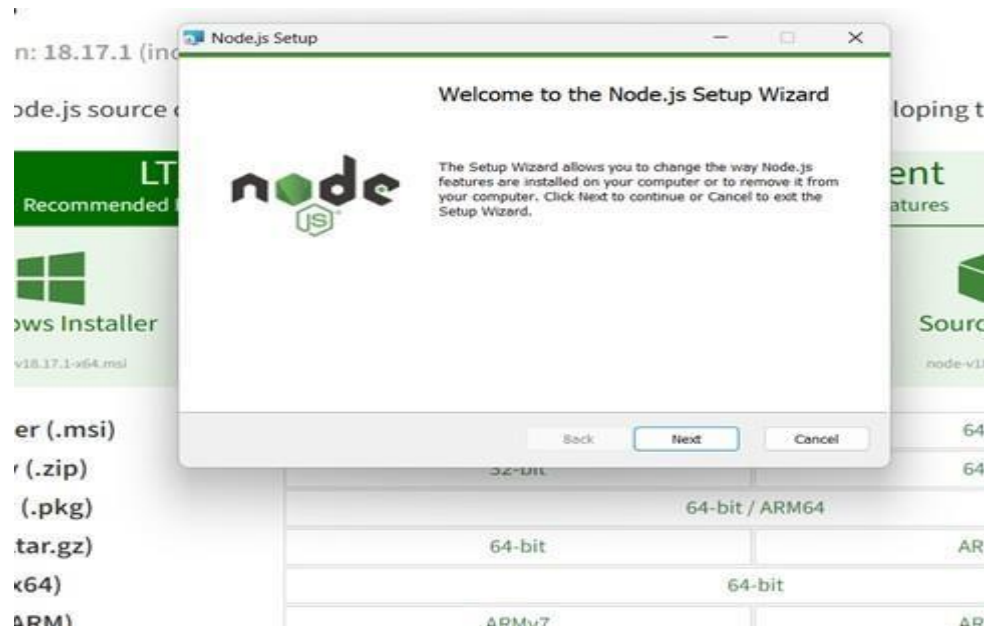 n: 18.17.1 (inc
Node.js Setup
ode.js source
loping t
Welcome to the Node.js Setup Wizard
The Setup Wizard allows you to change the way Node.js
features are installed on your computer or to remove it from
your computer. Click Next to continue or Cancel to exit the
Setup Wizard.
node
JS
LT
Recommended
ent
atures
ows Installer
v18.17.1-x64.msi
Sourc
node-v1
Back
Next
Cancel
er (.msi)
64
(.zip)
32-bit
64
(.pkg)
64-bit / ARM64
tar.gz)
64-bit
AR
x64)
64-bit
ARM)
ARMv7
AR